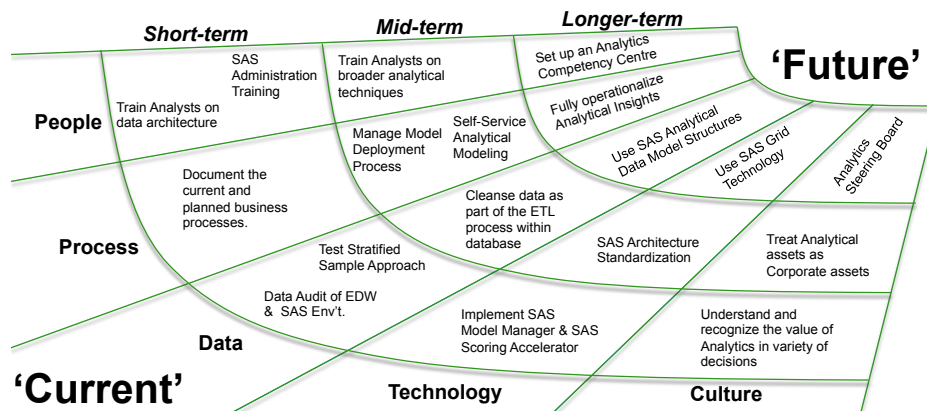 Short-term
Mid-term
Longer-term
‘Future’
People
SAS
Administration
Training
Train Analysts on
data architecture
Train Analysts on
broader analytical
techniques
Set up an Analytics
Competency Centre
Process
Document the
current and
planned business
processes.
Manage Model
Deployment
Process
Self-Service
Analytical
Modeling
Fully operationalize
Analytical Insights
Data
Test Stratified
Sample Approach
Data Audit of EDW
& SAS Env’t.
Cleanse data as
part of the ETL
process within
database
Use SAS Analytical
Data Model Structures
Technology
Implement SAS
Model Manager & SAS
Scoring Accelerator
SAS Architecture
Standardization
Use SAS Grid
Technology
Culture
Understand and
recognize the value of
Analytics in variety of
decisions
Treat Analytical
assets as
Corporate assets
Analytics
Steering Board
‘Current’